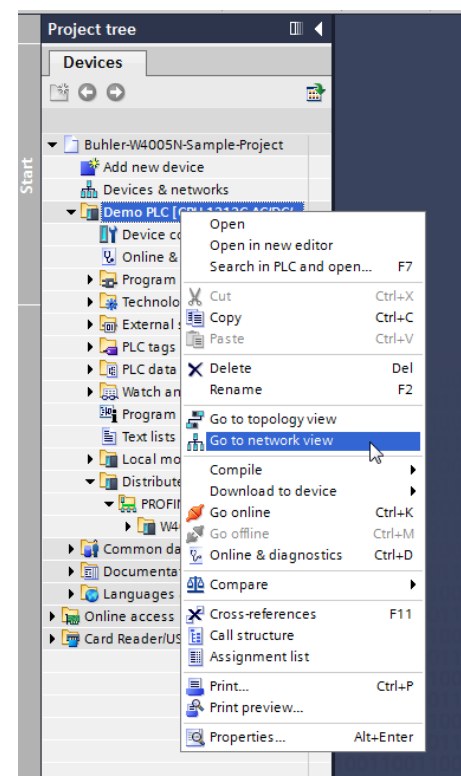 Project tree
Devices
Start
Buhler-W4005N-Sample-Project
Add new device
Devices & networks
Demo PLC [CPU 1212C AC/DC/
Device co
Online &
Program
Technolo
External s
PLC tags
PLC data
Watch an
Program
Text lists
Local mo
Distribute
PROFIN
W40
Common da
Documenta
Languages
Online access
Card Reader/US
Open
Open in new editor
Search in PLC and open... F7
Cut Ctrl+X
Copy Ctrl+C
Paste Ctrl+V
Delete Del
Rename F2
Go to topology view
Go to network view
Compile
Download to device
Go online Ctrl+K
Go offline Ctrl+M
Online & diagnostics Ctrl+D
Compare
Cross-references F11
Call structure
Assignment list
Print... Ctrl+P
Print preview...
Properties... Alt+Enter